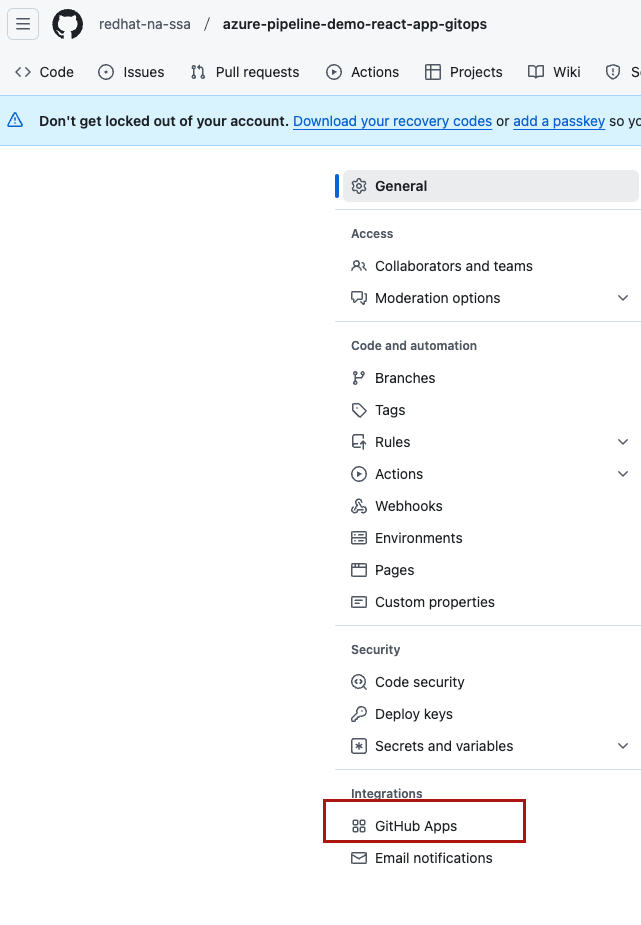 redhat-na-ssa / azure-pipeline-demo-react-app-gitops
Code Issues Pull requests Actions Projects Wiki S
Don't get locked out of your account. Download your recovery codes or add a passkey so yo
General
Access
Collaborators and teams
Moderation options
Code and automation
Branches
Tags
Rules
Actions
Webhooks
Environments
Pages
Custom properties
Security
Code security
Deploy keys
Secrets and variables
Integrations
GitHub Apps
Email notifications